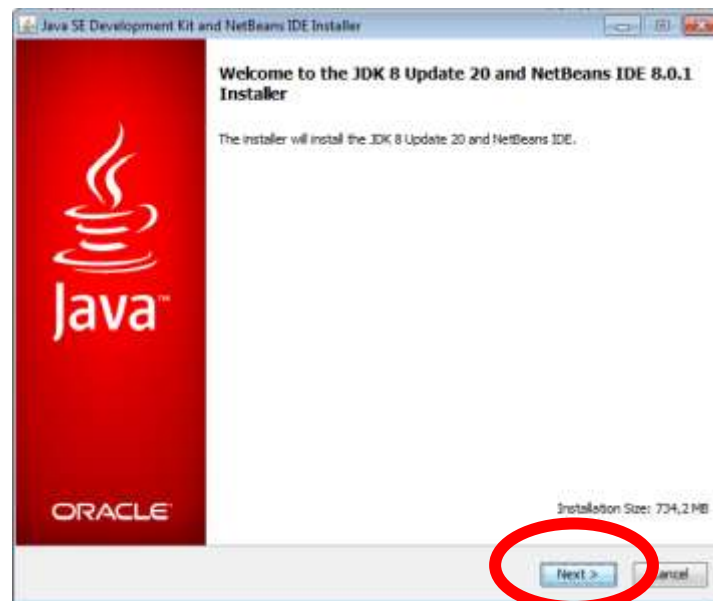 Java SE Development Kit and NetBeans IDE Installer
Welcome to the JDK 8 Update 20 and NetBeans IDE 8.0.1
Installer
The installer will install the JDK 8 Update 20 and NetBeans IDE.
Java™
ORACLE
Installation Size: 734,2 MB
Next >
Cancel